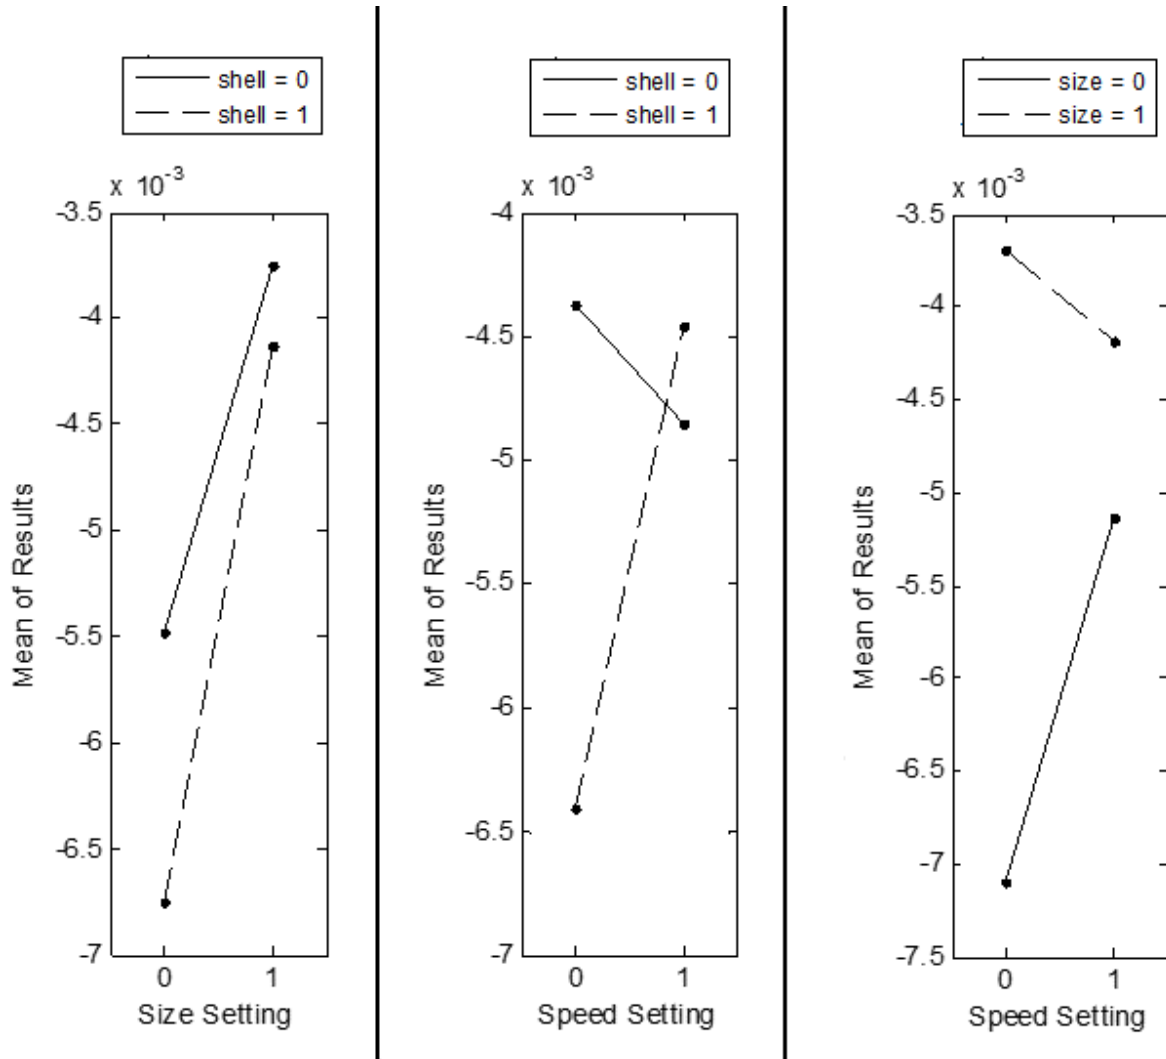 shell = 0
shell = 1
x 10-3
-3.5
-4
-4.5
-5
-5.5
-6
-6.5
-7
0 1
Mean of Results
Size Setting
shell = 0
shell = 1
x 10-3
-4
-4.5
-5
-5.5
-6
-6.5
-7
0 1
Mean of Results
Speed Setting
size = 0
size = 1
x 10-3
-3.5
-4
-4.5
-5
-5.5
-6
-6.5
-7
-7.5
0 1
Mean of Results
Speed Setting